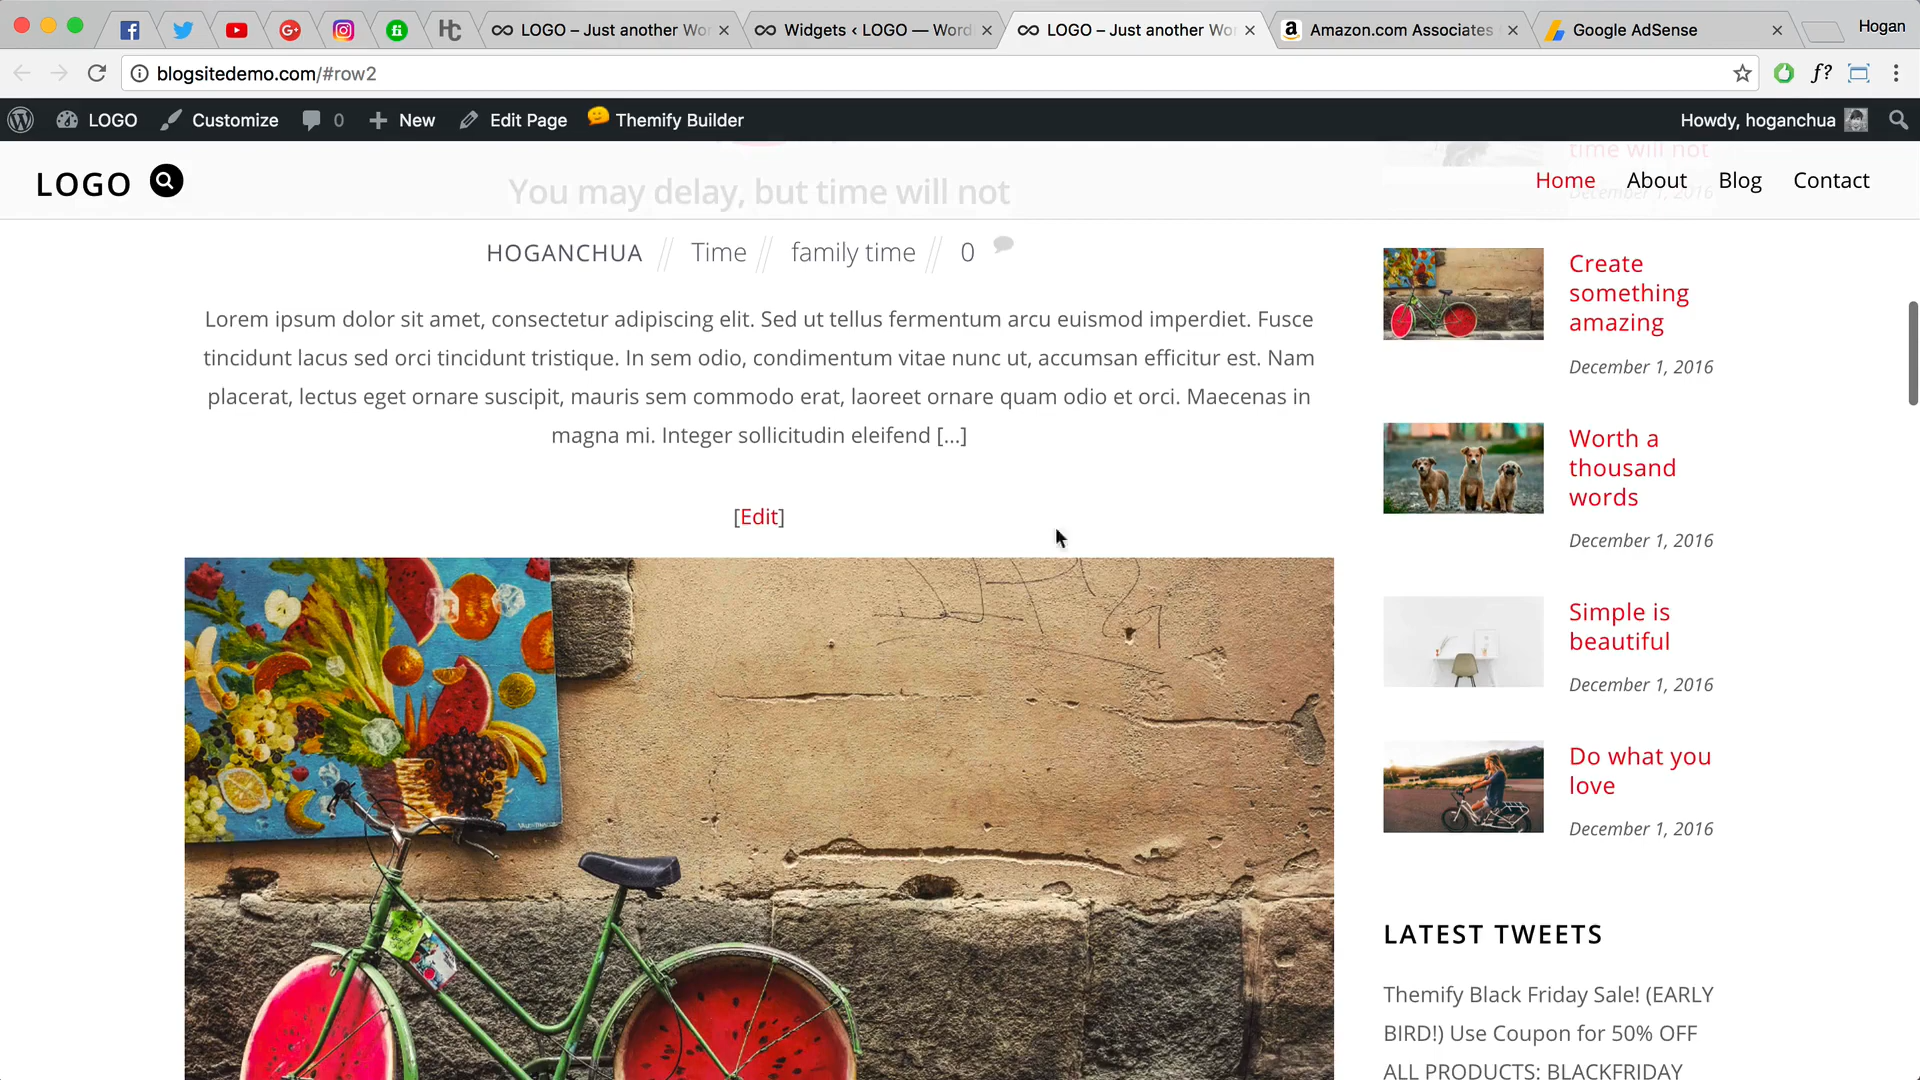 LOGO – Just another Wor
Widgets ‹ LOGO — Word
LOGO – Just another Wor
Amazon.com Associates
Google AdSense
Hogan
blogsitedemo.com/#row2
f?
LOGO
Customize
0
New
Edit Page
Themify Builder
Howdy, hoganchua
LOGO
Home
About
Blog
Contact
time will not
December 1, 2016
You may delay, but time will not
HOGANCHUA // Time // family time // 0
Lorem ipsum dolor sit amet, consectetur adipiscing elit. Sed ut tellus fermentum arcu euismod imperdiet. Fusce
tincidunt lacus sed orci tincidunt tristique. In sem odio, condimentum vitae nunc ut, accumsan efficitur est. Nam
placerat, lectus eget ornare suscipit, mauris sem commodo erat, laoreet ornare quam odio et orci. Maecenas in
magna mi. Integer sollicitudin eleifend [...]
[Edit]
Create
something
amazing
December 1, 2016
Worth a
thousand
words
December 1, 2016
Simple is
beautiful
December 1, 2016
Do what you
love
December 1, 2016
LATEST TWEETS
Themify Black Friday Sale! (EARLY
BIRD!) Use Coupon for 50% OFF
ALL PRODUCTS: BLACKFRIDAY